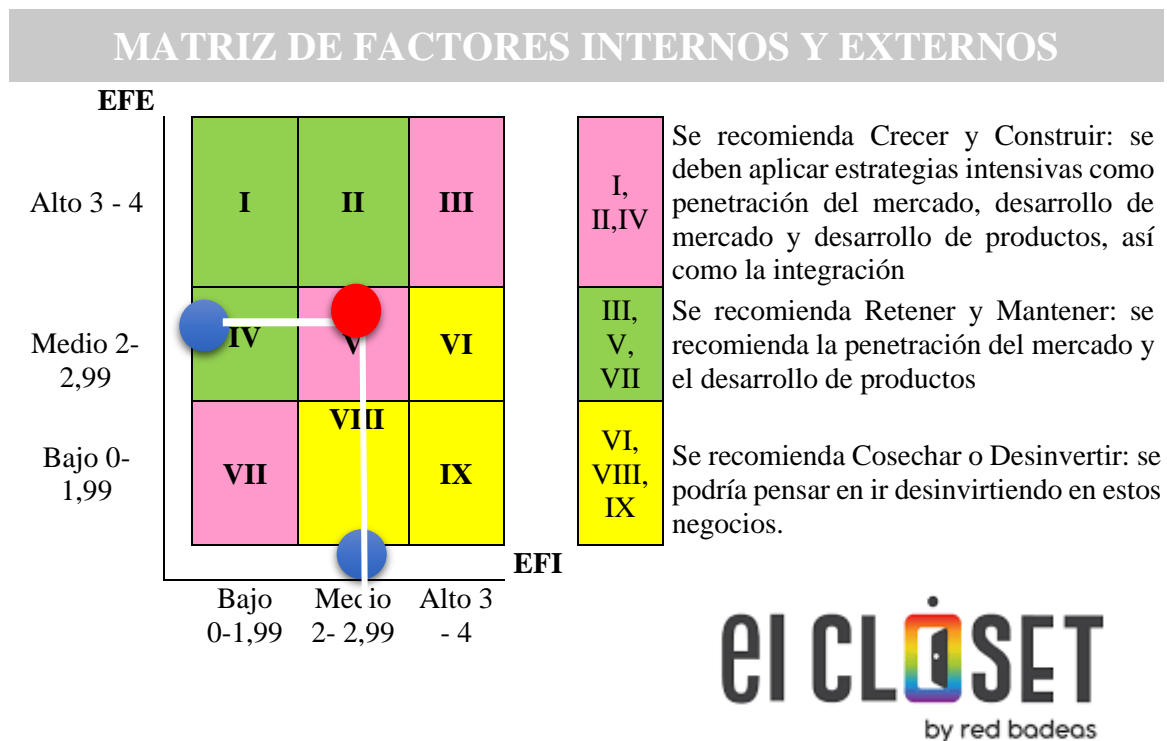 MATRIZ DE FACTORES INTERNOS Y EXTERNOS
EFE
Alto 3 - 4
I
II
III
Medio 2-
2,99
IV
V
VI
Bajo 0-
1,99
VII
VIII
IX
EFI
Bajo
0-1,99
Medio
2- 2,99
Alto 3
- 4
I,
II,IV
Se recomienda Crecer y Construir: se
deben aplicar estrategias intensivas como
penetración del mercado, desarrollo de
mercado y desarrollo de productos, así
como la integración
III,
V,
VII
Se recomienda Retener y Mantener: se
recomienda la penetración del mercado y
el desarrollo de productos
VI,
VIII,
IX
Se recomienda Cosechar o Desinvertir: se
podría pensar en ir desinvirtiendo en estos
negocios.
el CLOSET
by red badeas